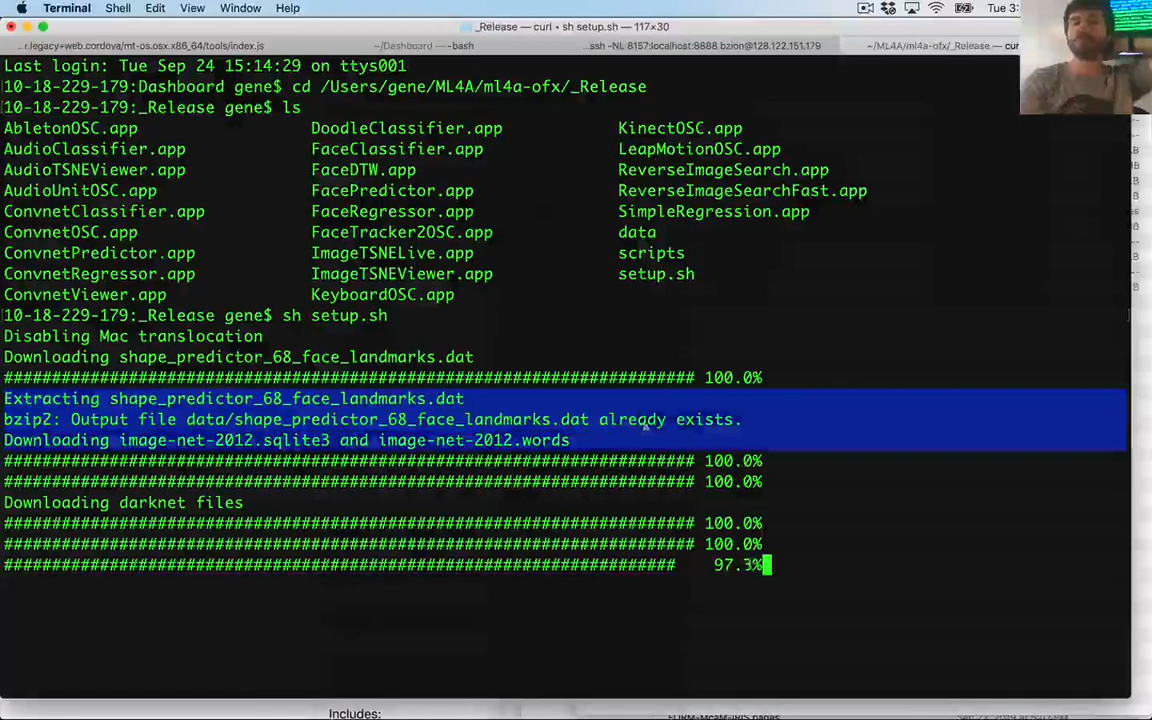 Terminal Shell Edit View Window Help Tue 3:
_Release — curl • sh setup.sh — 117×30
...r.legacy+web.cordova/mt-os.osx.x86_64/tools/index.js ~/Dashboard — -bash ...ssh -NL 8157:localhost:8888 bzion@128.122.151.179 ~/ML4A/ml4a-ofx/_Release — cur
Last login: Tue Sep 24 15:14:29 on ttys001
10-18-229-179:Dashboard gene$ cd /Users/gene/ML4A/ml4a-ofx/_Release
10-18-229-179:_Release gene$ ls
AbletonOSC.app DoodleClassifier.app KinectOSC.app
AudioClassifier.app FaceClassifier.app LeapMotionOSC.app
AudioTSNEViewer.app FaceDTW.app ReverseImageSearch.app
AudioUnitOSC.app FacePredictor.app ReverseImageSearchFast.app
ConvnetClassifier.app FaceRegressor.app SimpleRegression.app
ConvnetOSC.app FaceTracker2OSC.app data
ConvnetPredictor.app ImageTSNELive.app scripts
ConvnetRegressor.app ImageTSNEViewer.app setup.sh
ConvnetViewer.app KeyboardOSC.app
10-18-229-179:_Release gene$ sh setup.sh
Disabling Mac translocation
Downloading shape_predictor_68_face_landmarks.dat
######################################################################## 100.0%
Extracting shape_predictor_68_face_landmarks.dat
bzip2: Output file data/shape_predictor_68_face_landmarks.dat already exists.
Downloading image-net-2012.sqlite3 and image-net-2012.words
######################################################################## 100.0%
######################################################################## 100.0%
Downloading darknet files
######################################################################## 100.0%
######################################################################## 100.0%
###################################################################### 97.3%
Includes: